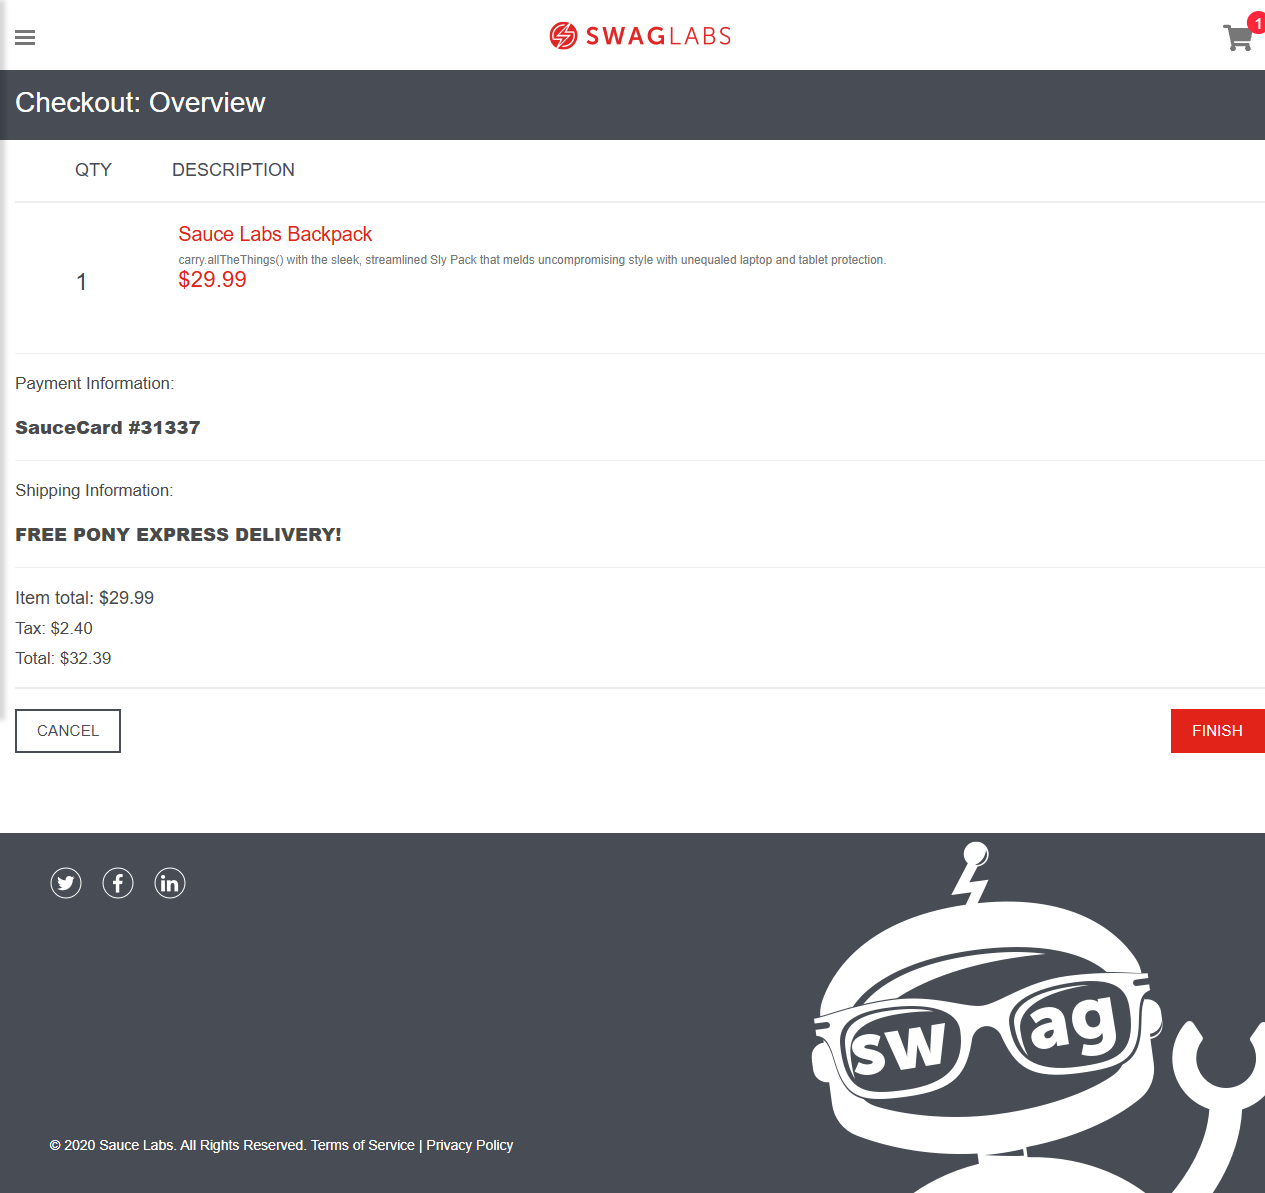 SWAGLABS
1
Checkout: Overview
QTY DESCRIPTION
Sauce Labs Backpack
carry.allTheThings() with the sleek, streamlined Sly Pack that melds uncompromising style with unequaled laptop and tablet protection.
1
$29.99
Payment Information:
SauceCard #31337
Shipping Information:
FREE PONY EXPRESS DELIVERY!
Item total: $29.99
Tax: $2.40
Total: $32.39
CANCEL FINISH
sw ag
© 2020 Sauce Labs. All Rights Reserved. Terms of Service | Privacy Policy